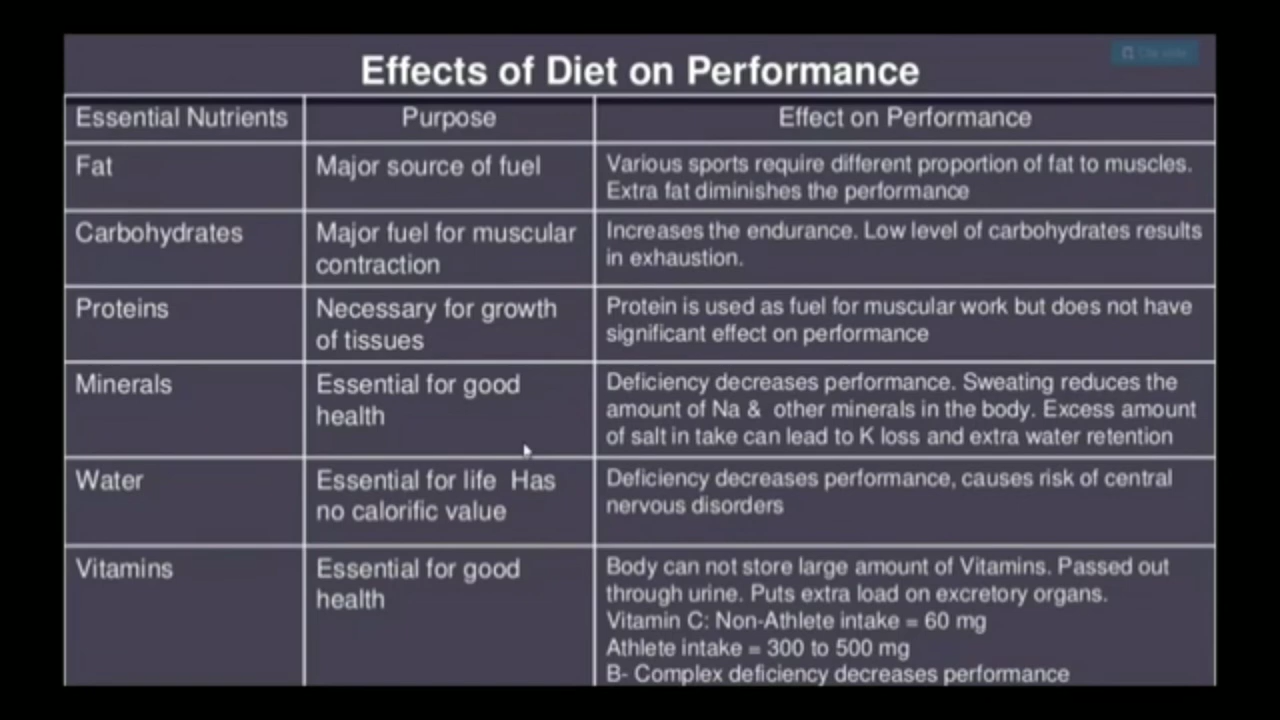 Effects of Diet on Performance
Essential Nutrients
Purpose
Effect on Performance
Fat
Major source of fuel
Various sports require different proportion of fat to muscles.
Extra fat diminishes the performance
Carbohydrates
Major fuel for muscular
contraction
Increases the endurance. Low level of carbohydrates results
in exhaustion.
Proteins
Necessary for growth
of tissues
Protein is used as fuel for muscular work but does not have
significant effect on performance
Minerals
Essential for good
health
Deficiency decreases performance. Sweating reduces the
amount of Na & other minerals in the body. Excess amount
of salt in take can lead to K loss and extra water retention
Water
Essential for life Has
no calorific value
Deficiency decreases performance, causes risk of central
nervous disorders
Vitamins
Essential for good
health
Body can not store large amount of Vitamins. Passed out
through urine. Puts extra load on excretory organs.
Vitamin C: Non-Athlete intake = 60 mg
Athlete intake = 300 to 500 mg
B- Complex deficiency decreases performance